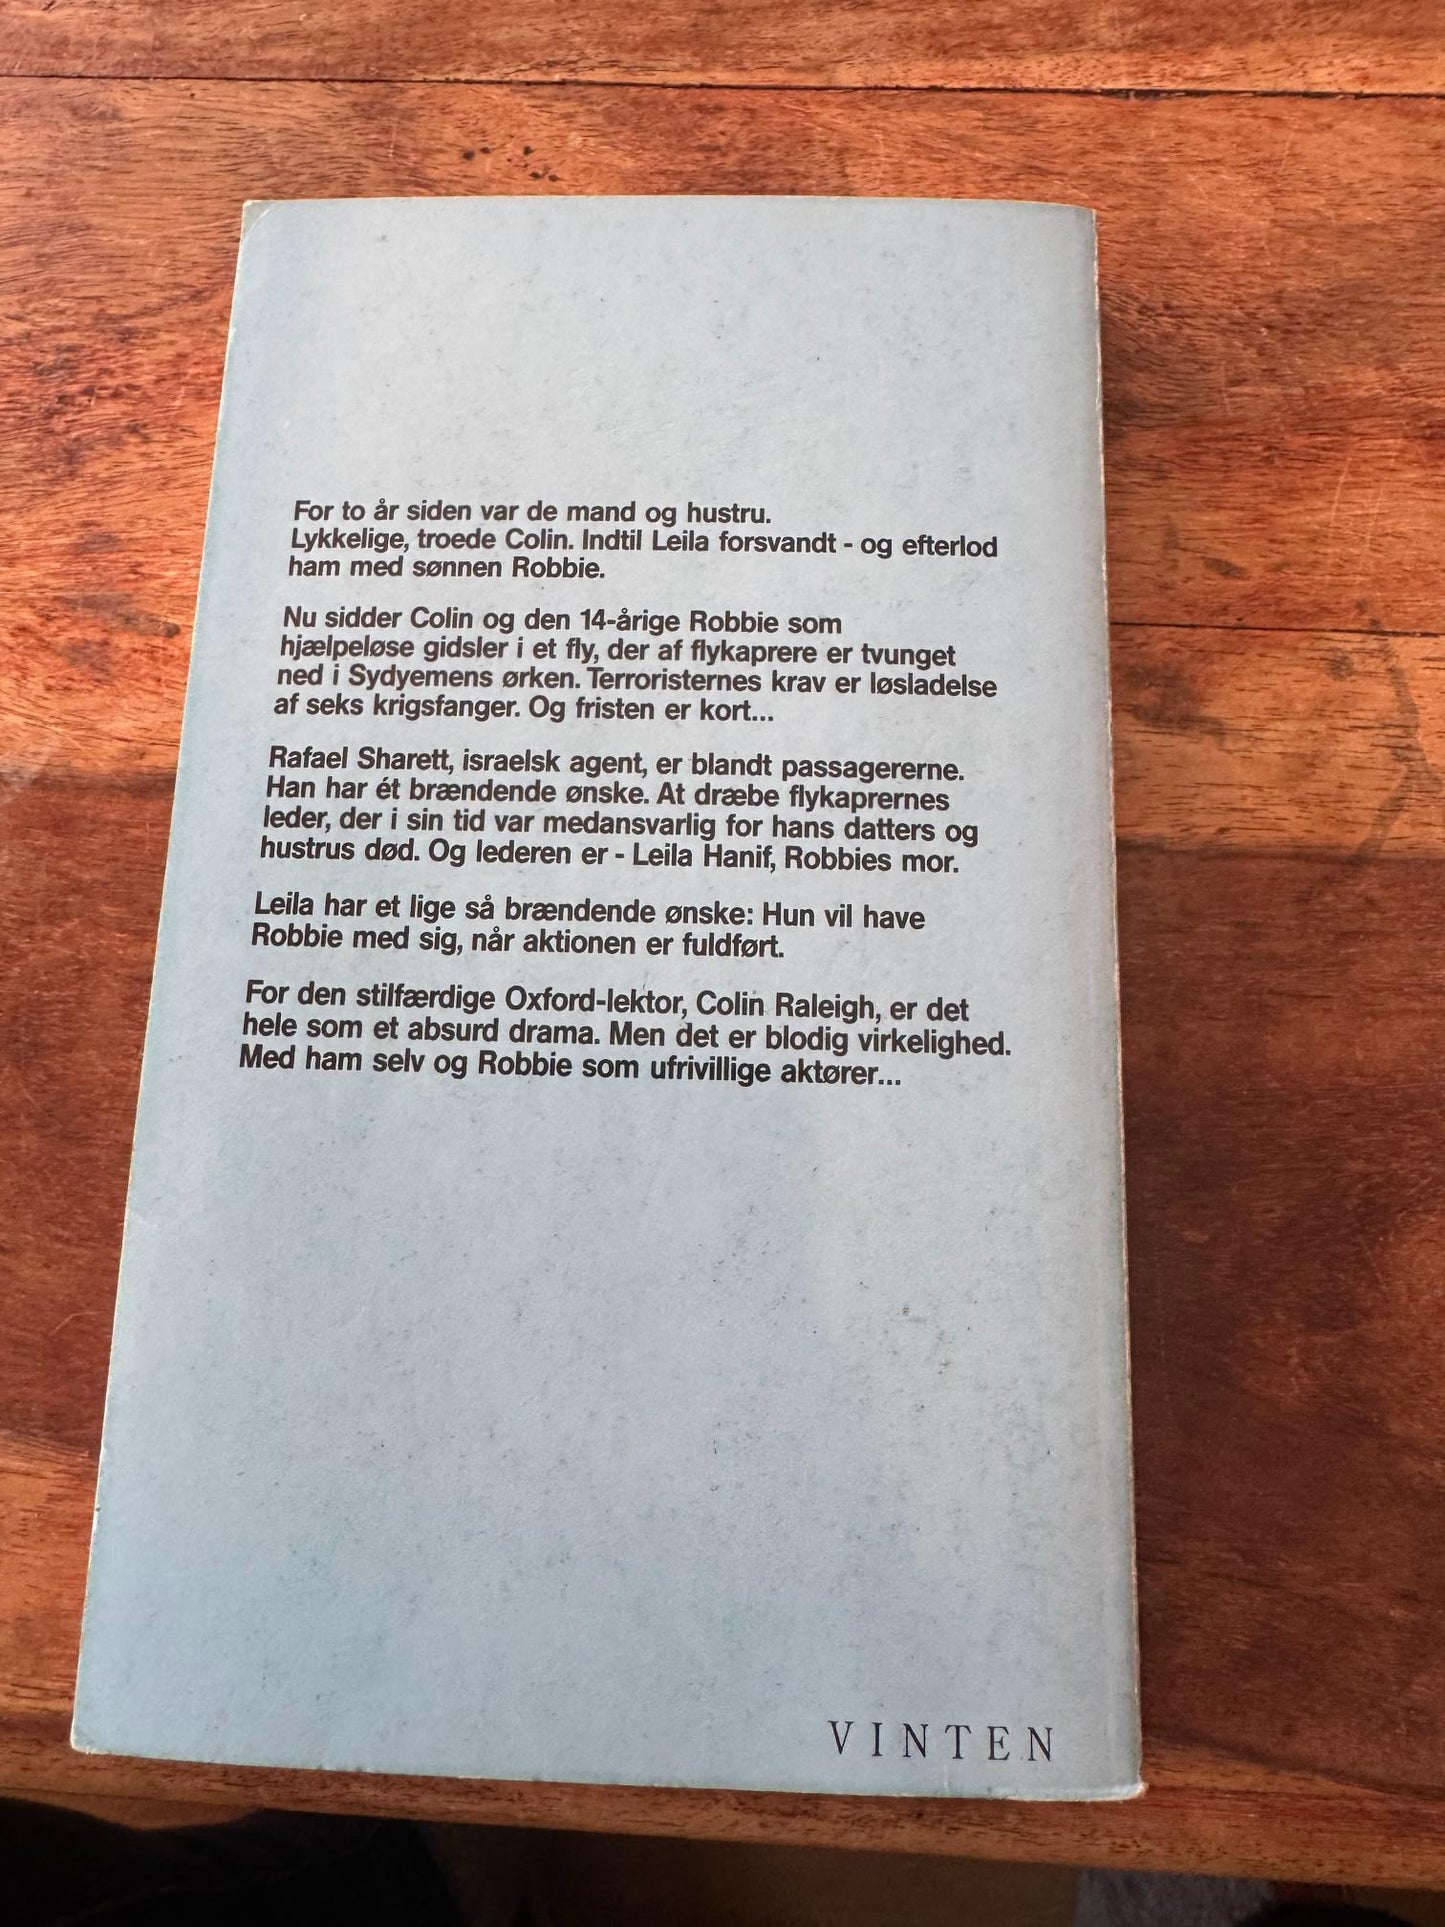 For to år siden var de mand og hustru.
Lykkelige, troede Colin. Indtil Leila forsvandt - og efterlod
ham med sønnen Robbie.
Nu sidder Colin og den 14-årige Robbie som
hjælpeløse gidsler i et fly, der af flykaprere er tvunget
ned i Sydyemens ørken. Terroristernes krav er løsladelse
af seks krigsfanger. Og fristen er kort...
Rafael Sharett, israelsk agent, er blandt passagererne.
Han har ét brændende ønske. At dræbe flykaprernes
leder, der i sin tid var medansvarlig for hans datters og
hustrus død. Og lederen er - Leila Hanif, Robbies mor.
Leila har et lige så brændende ønske: Hun vil have
Robbie med sig, når aktionen er fuldført.
For den stilfærdige Oxford-lektor, Colin Raleigh, er det
hele som et absurd drama. Men det er blodig virkelighed.
Med ham selv og Robbie som ufrivillige aktører...
VINTEN